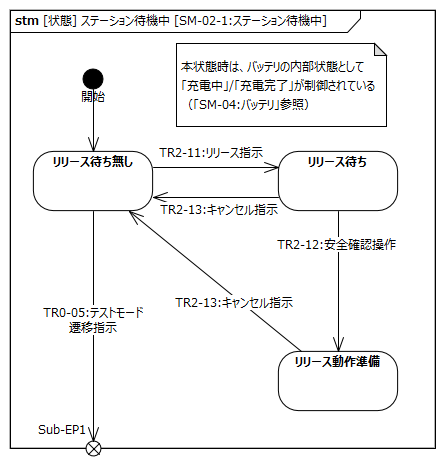 stm [状態] ステーション待機中 [SM-02-1:ステーション待機中]
本状態時は、バッテリの内部状態として
「充電中」/「充電完了」が制御されている
（「SM-04:バッテリ」参照）
開始
TR2-11:リリース指示
リリース待ち無し
リリース待ち
TR2-13:キャンセル指示
TR2-12:安全確認操作
TR2-13:キャンセル指示
TR0-05:テストモード
遷移指示
リリース動作準備
Sub-EP1